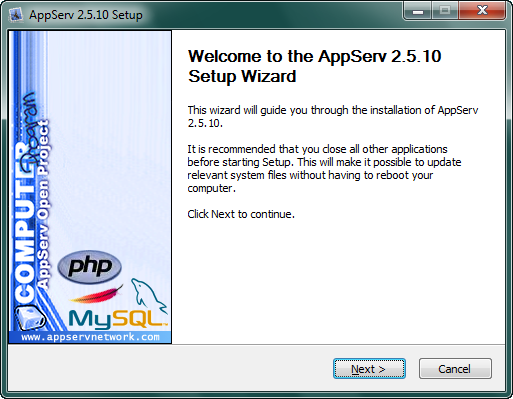 AppServ 2.5.10 Setup
Welcome to the AppServ 2.5.10
Setup Wizard
This wizard will guide you through the installation of AppServ
2.5.10.
It is recommended that you close all other applications
before starting Setup. This will make it possible to update
relevant system files without having to reboot your
computer.
Click Next to continue.
COMPUTER
Program
AppServ Open Project
php
MySQL™
www.appservnetwork.com
Next >
Cancel